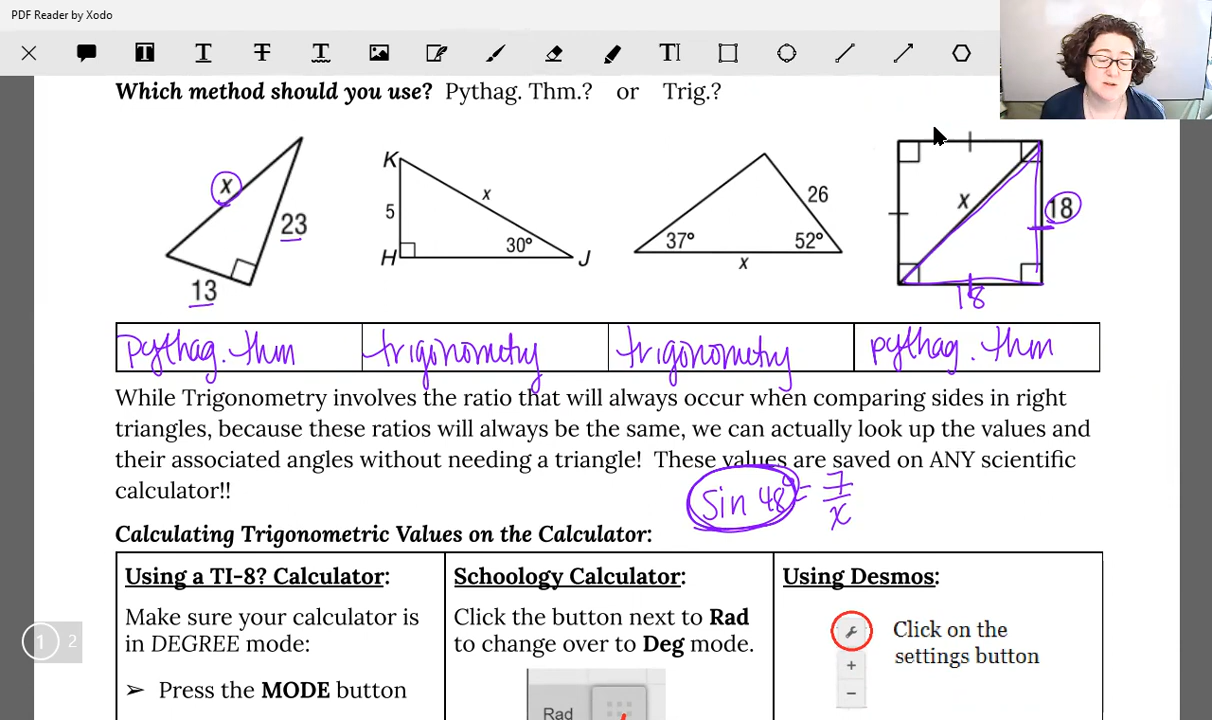 PDF Reader by Xodo
Which method should you use? Pythag. Thm.? or Trig.?
x
23
13
K
5
x
H
30°
J
26
37°
52°
x
x
18
18
pythag. thm
trigonometry
trigonometry
pythag. thm
While Trigonometry involves the ratio that will always occur when comparing sides in right
triangles, because these ratios will always be the same, we can actually look up the values and
their associated angles without needing a triangle! These values are saved on ANY scientific
calculator!!
sin 48° = 7/x
Calculating Trigonometric Values on the Calculator:
Using a TI-8? Calculator:
Make sure your calculator is
in DEGREE mode:
➢ Press the MODE button
Schoology Calculator:
Click the button next to Rad
to change over to Deg mode.
Rad
Using Desmos:
Click on the
settings button
+
−
1 2